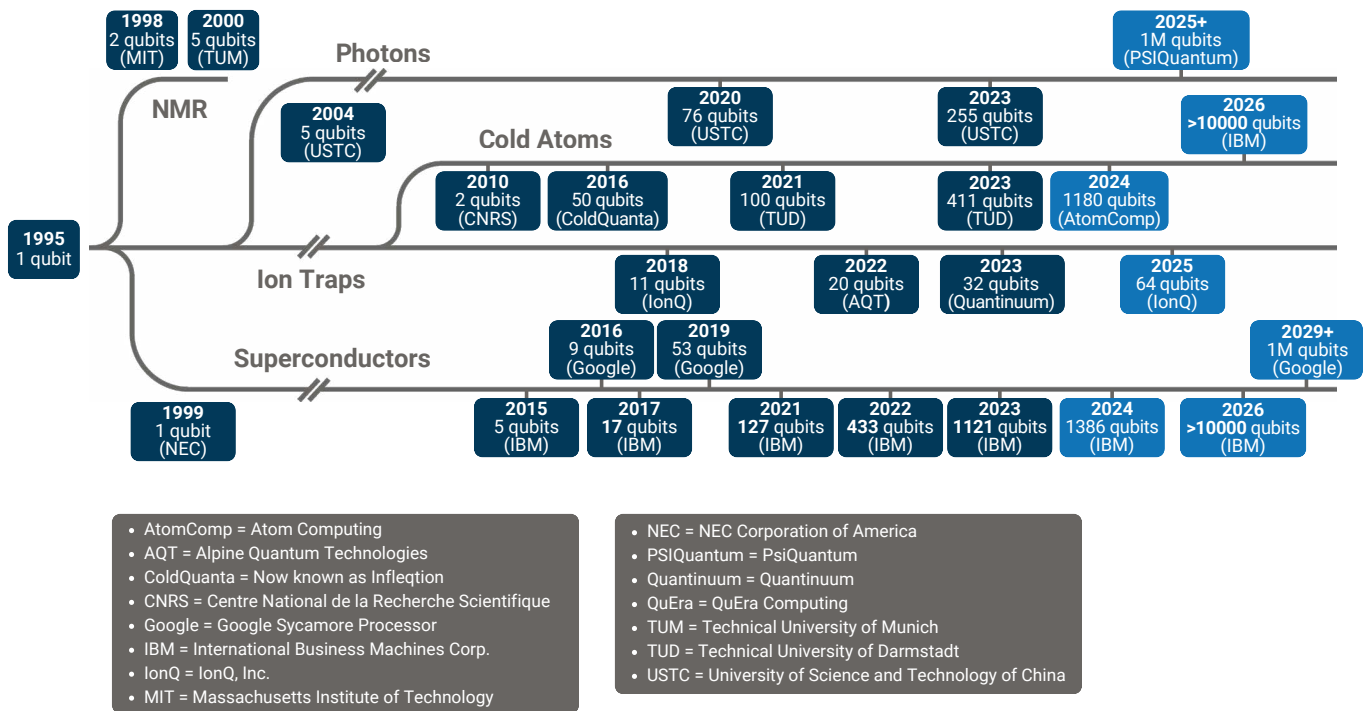 1998
2 qubits
(MIT)
2000
5 qubits
(TUM)
NMR
Photons
2004
5 qubits
(USTC)
2020
76 qubits
(USTC)
2023
255 qubits
(USTC)
2025+
1M qubits
(PSIQuantum)
Cold Atoms
2010
2 qubits
(CNRS)
2016
50 qubits
(ColdQuanta)
2021
100 qubits
(TUD)
2023
411 qubits
(TUD)
2024
1180 qubits
(AtomComp)
2026
>10000 qubits
(IBM)
1995
1 qubit
Ion Traps
2018
11 qubits
(IonQ)
2022
20 qubits
(AQT)
2023
32 qubits
(Quantinuum)
2025
64 qubits
(IonQ)
Superconductors
1999
1 qubit
(NEC)
2016
9 qubits
(Google)
2019
53 qubits
(Google)
2029+
1M qubits
(Google)
2015
5 qubits
(IBM)
2017
17 qubits
(IBM)
2021
127 qubits
(IBM)
2022
433 qubits
(IBM)
2023
1121 qubits
(IBM)
2024
1386 qubits
(IBM)
2026
>10000 qubits
(IBM)
• AtomComp = Atom Computing
• AQT = Alpine Quantum Technologies
• ColdQuanta = Now known as Infleqtion
• CNRS = Centre National de la Recherche Scientifique
• Google = Google Sycamore Processor
• IBM = International Business Machines Corp.
• IonQ = IonQ, Inc.
• MIT = Massachusetts Institute of Technology
• NEC = NEC Corporation of America
• PSIQuantum = PsiQuantum
• Quantinuum = Quantinuum
• QuEra = QuEra Computing
• TUM = Technical University of Munich
• TUD = Technical University of Darmstadt
• USTC = University of Science and Technology of China